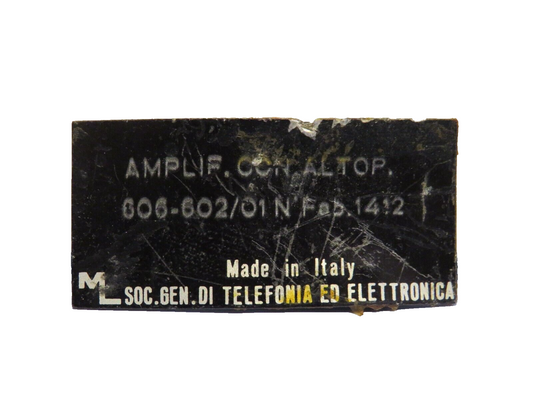 AMPLIF. CON ALTOP.
606-602/01 N Fab. 1412
Made in Italy
ML SOC.GEN.DI TELEFONIA ED ELETTRONICA